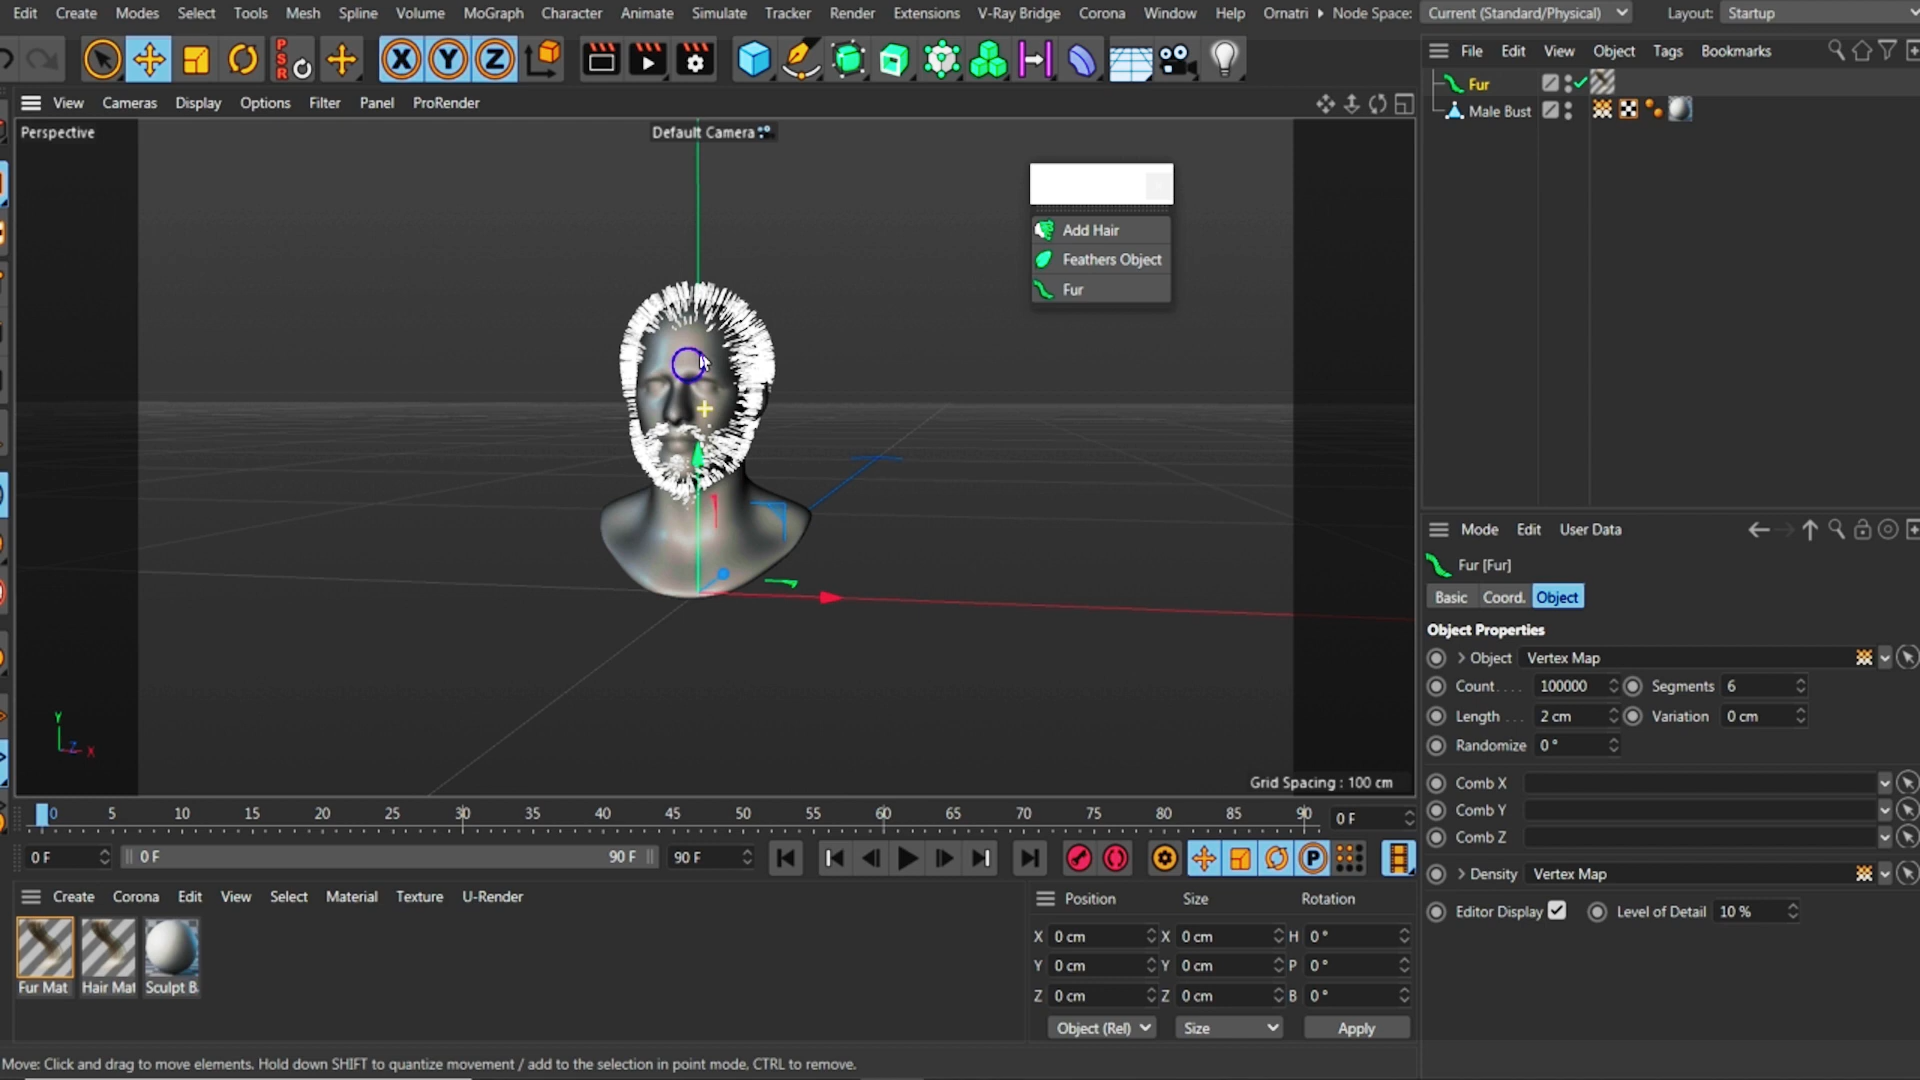 Edit Create Modes Select Tools Mesh Spline Volume MoGraph Character Animate Simulate Tracker Render Extensions V-Ray Bridge Corona Window Help Ornatri Node Space: Current (Standard/Physical) Layout: Startup
PSR X Y Z
File Edit View Object Tags Bookmarks
Fur
Male Bust
View Cameras Display Options Filter Panel ProRender
Perspective
Default Camera
Add Hair
Feathers Object
Fur
Y
Z X
Grid Spacing : 100 cm
Mode Edit User Data
Fur [Fur]
Basic Coord. Object
Object Properties
Object Vertex Map
Count 100000 Segments 6
Length 2 cm Variation 0 cm
Randomize 0 °
Comb X
Comb Y
Comb Z
Density Vertex Map
Editor Display Level of Detail 10 %
0 5 10 15 20 25 30 35 40 45 50 55 60 65 70 75 80 85 90 0 F
0 F 0 F 90 F 90 F P
Create Corona Edit View Select Material Texture U-Render
Fur Mat Hair Mat Sculpt B
Position Size Rotation
X 0 cm X 0 cm H 0 °
Y 0 cm Y 0 cm P 0 °
Z 0 cm Z 0 cm B 0 °
Object (Rel) Size Apply
Move: Click and drag to move elements. Hold down SHIFT to quantize movement / add to the selection in point mode, CTRL to remove.